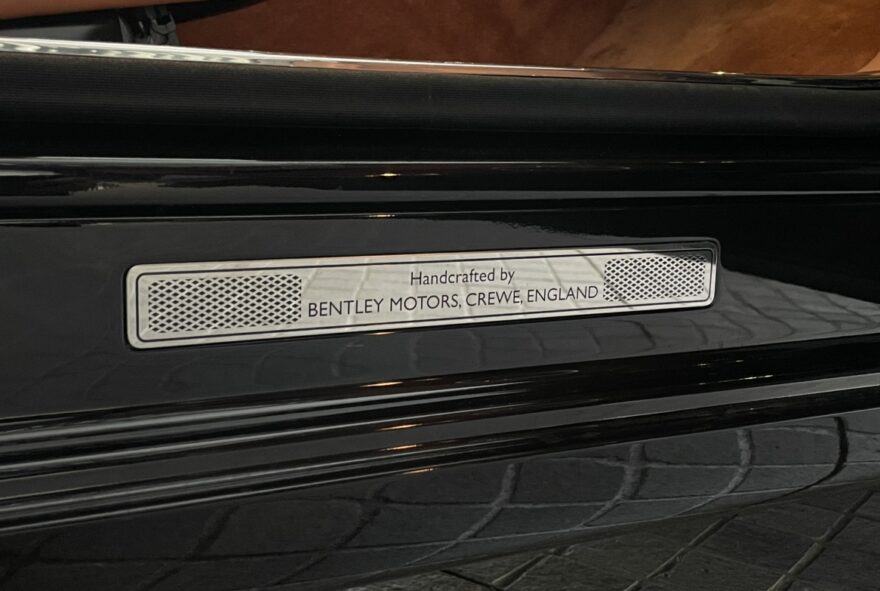 Handcrafted by
BENTLEY MOTORS, CREWE, ENGLAND